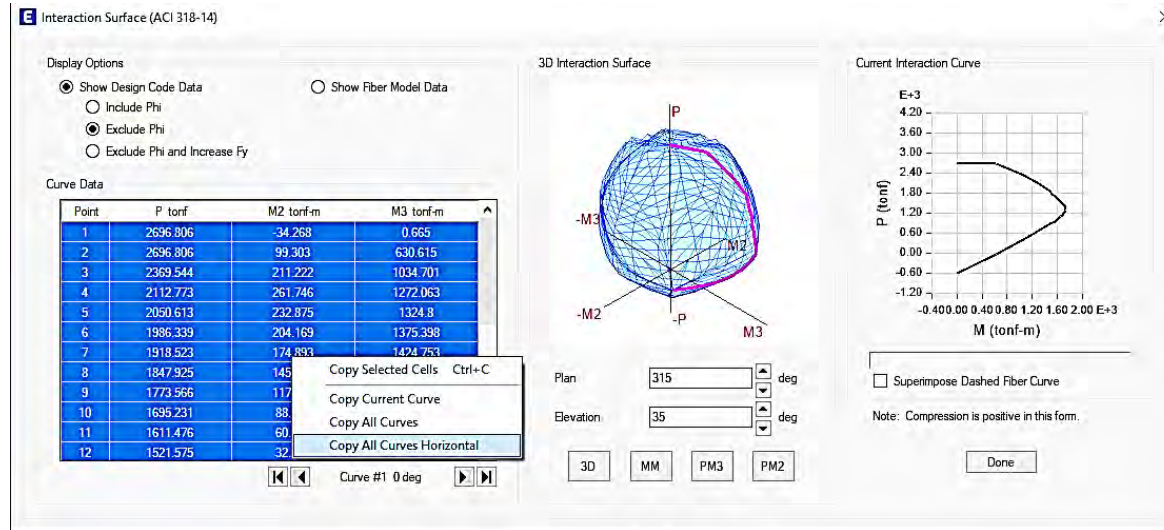 E Interaction Surface (ACI 318-14)
Display Options
Show Design Code Data
Show Fiber Model Data
Include Phi
Exclude Phi
Exclude Phi and Increase Fy
Curve Data
Point P tonf M2 tonf-m M3 tonf-m
1 2696.806 -34.268 0.665
2 2696.806 99.303 630.615
3 2369.544 211.222 1034.701
4 2112.773 261.746 1272.063
5 2050.613 232.875 1324.8
6 1986.339 204.169 1375.398
7 1918.523 174.893 1424.753
8 1847.925 145
9 1773.566 117
10 1695.231 88.
11 1611.476 60.
12 1521.575 32.
Copy Selected Cells Ctrl+C
Copy Current Curve
Copy All Curves
Copy All Curves Horizontal
Curve #1 0 deg
3D Interaction Surface
P
-M3
M2
-M2
-P
M3
Plan 315 deg
Elevation 35 deg
3D MM PM3 PM2
Current Interaction Curve
E+3
4.20
3.60
3.00
2.40
1.80
1.20
0.60
0.00
-0.60
-1.20
P (tonf)
-0.40 0.00 0.40 0.80 1.20 1.60 2.00 E+3
M (tonf-m)
Superimpose Dashed Fiber Curve
Note: Compression is positive in this form.
Done